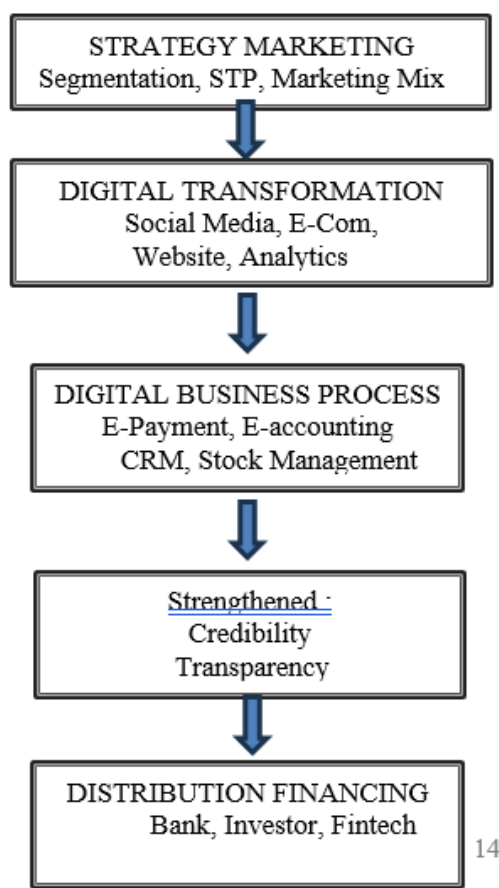 STRATEGY MARKETING
Segmentation, STP, Marketing Mix
DIGITAL TRANSFORMATION
Social Media, E-Com,
Website, Analytics
DIGITAL BUSINESS PROCESS
E-Payment, E-accounting
CRM, Stock Management
Strengthened :
Credibility
Transparency
DISTRIBUTION FINANCING
Bank, Investor, Fintech
14